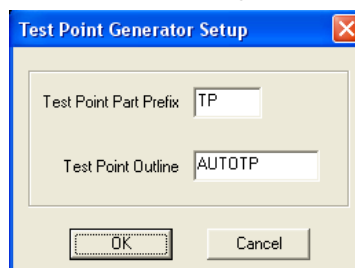 Test Point Generator Setup
Test Point Part Prefix TP
Test Point Outline AUTOTP
OK Cancel